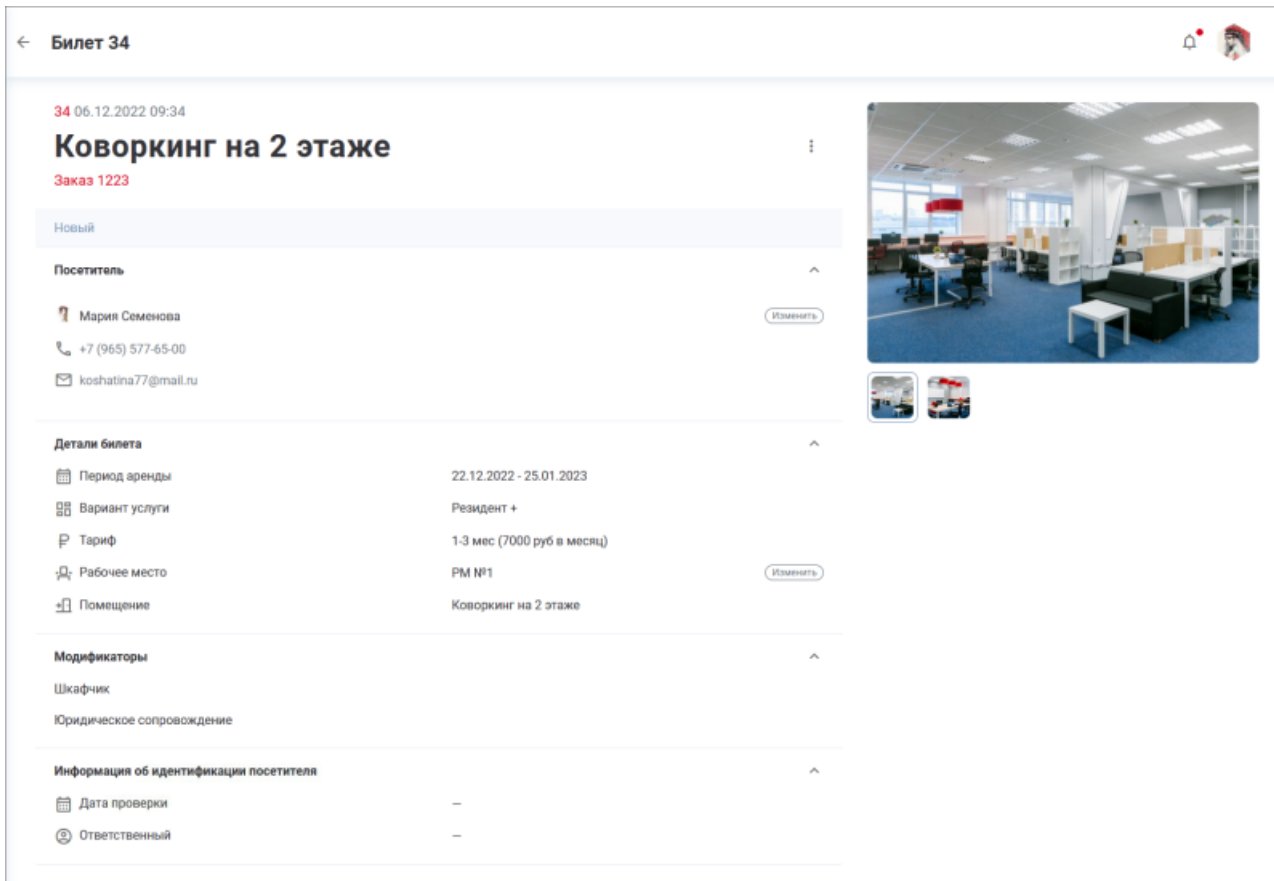 Билет 34
34 06.12.2022 09:34
Коворкинг на 2 этаже
Заказ 1223
Новый
Посетитель
Мария Семенова
Изменить
+7 (965) 577-65-00
koshatina77@mail.ru
Детали билета
Период аренды 22.12.2022 - 25.01.2023
Вариант услуги Резидент +
Тариф 1-3 мес (7000 руб в месяц)
Рабочее место РМ №1 Изменить
Помещение Коворкинг на 2 этаже
Модификаторы
Шкафчик
Юридическое сопровождение
Информация об идентификации посетителя
Дата проверки —
Ответственный —